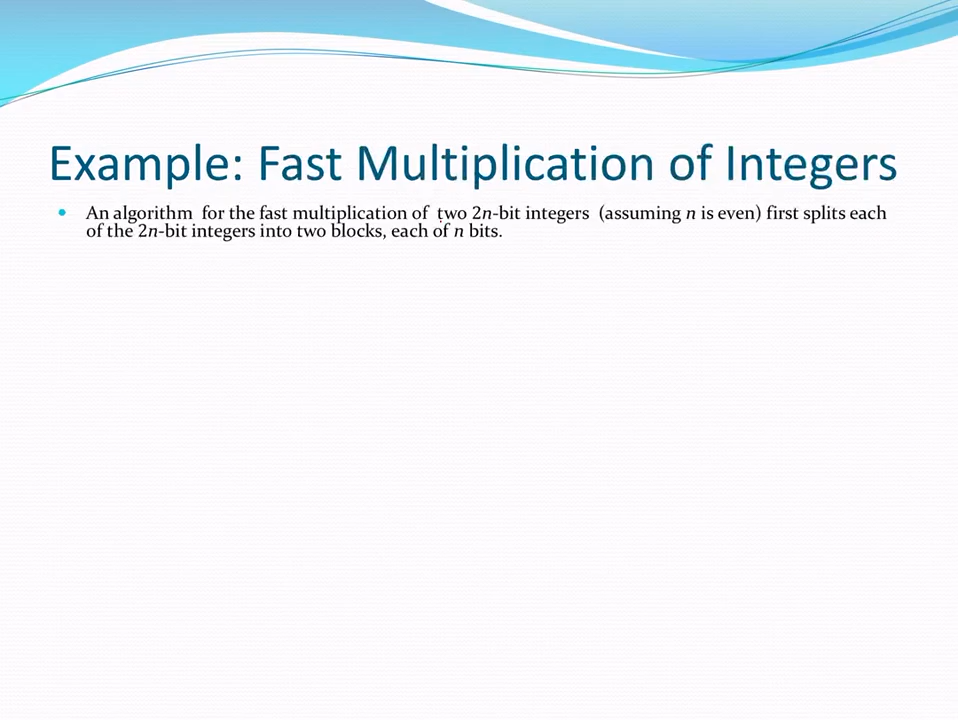 Example: Fast Multiplication of Integers
• An algorithm for the fast multiplication of two 2n-bit integers (assuming n is even) first splits each
of the 2n-bit integers into two blocks, each of n bits.